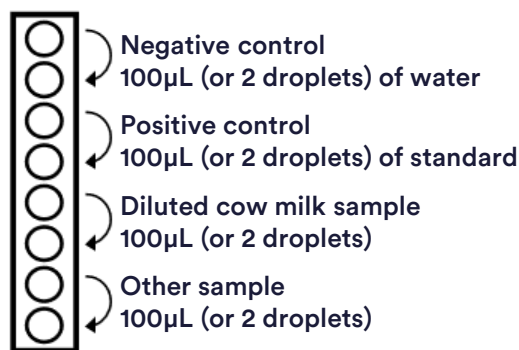 Negative control
100µL (or 2 droplets) of water
Positive control
100µL (or 2 droplets) of standard
Diluted cow milk sample
100µL (or 2 droplets)
Other sample
100µL (or 2 droplets)